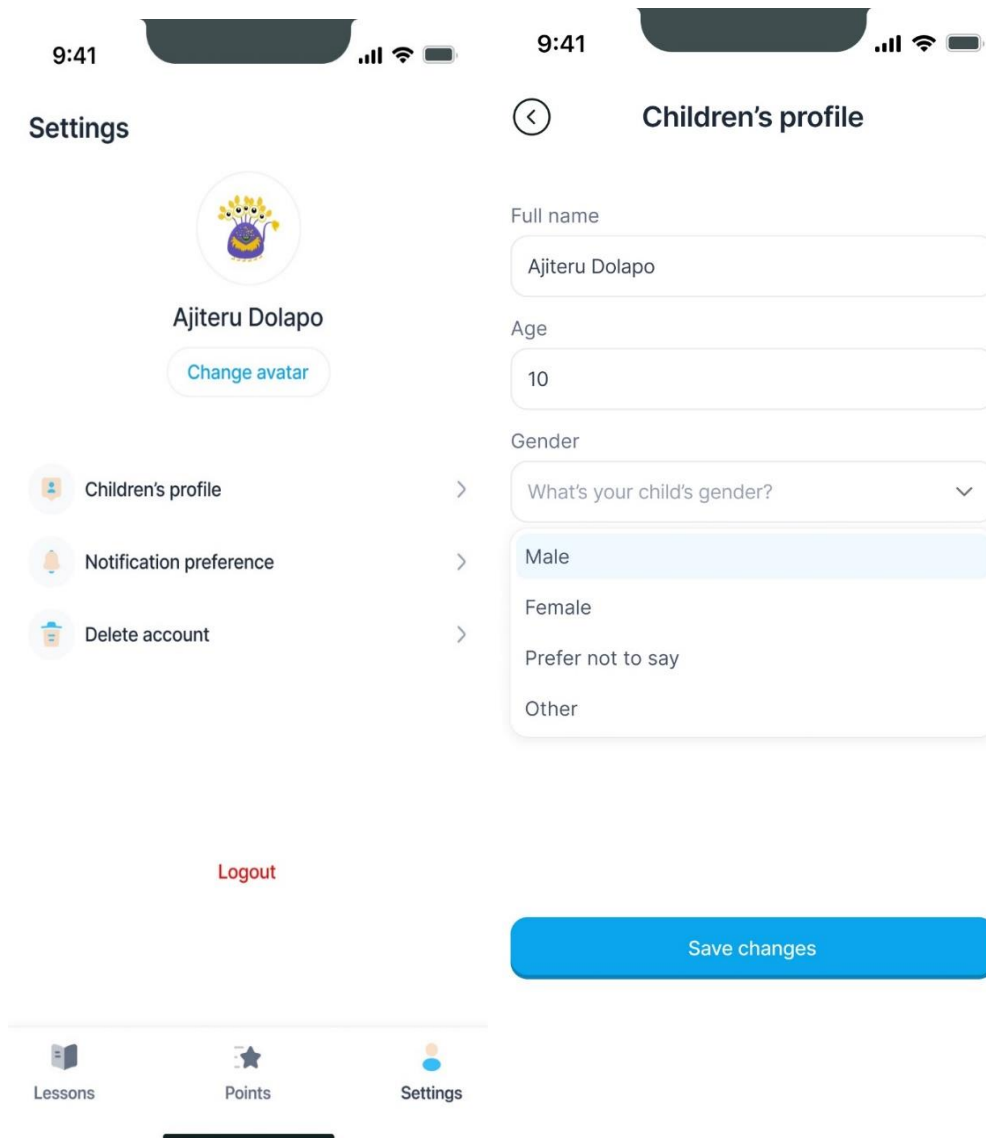 9:41
Settings
Ajiteru Dolapo
Change avatar
Children's profile
Notification preference
Delete account
Logout
Lessons
Points
Settings
9:41
Children's profile
Full name
Ajiteru Dolapo
Age
10
Gender
What's your child's gender?
Male
Female
Prefer not to say
Other
Save changes